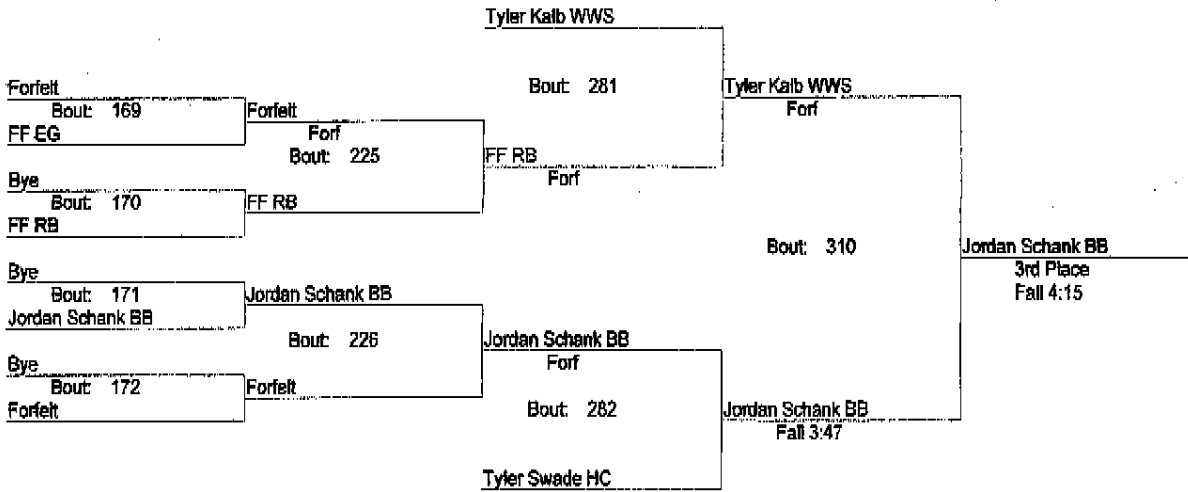 Tyler Kalb WWS
Bout: 281
Tyler Kalb WWS
Forf
Forfeit
Bout: 169
Forfeit
FF EG
Forf
Bout: 225
FF RB
Forf
Bye
Bout: 170
FF RB
FF RB
Bout: 310
Jordan Schank BB
3rd Place
Fall 4:15
Bye
Bout: 171
Jordan Schank BB
Jordan Schank BB
Bout: 226
Jordan Schank BB
Forf
Bye
Bout: 172
Forfeit
Forfeit
Bout: 282
Jordan Schank BB
Fall 3:47
Tyler Swade HC